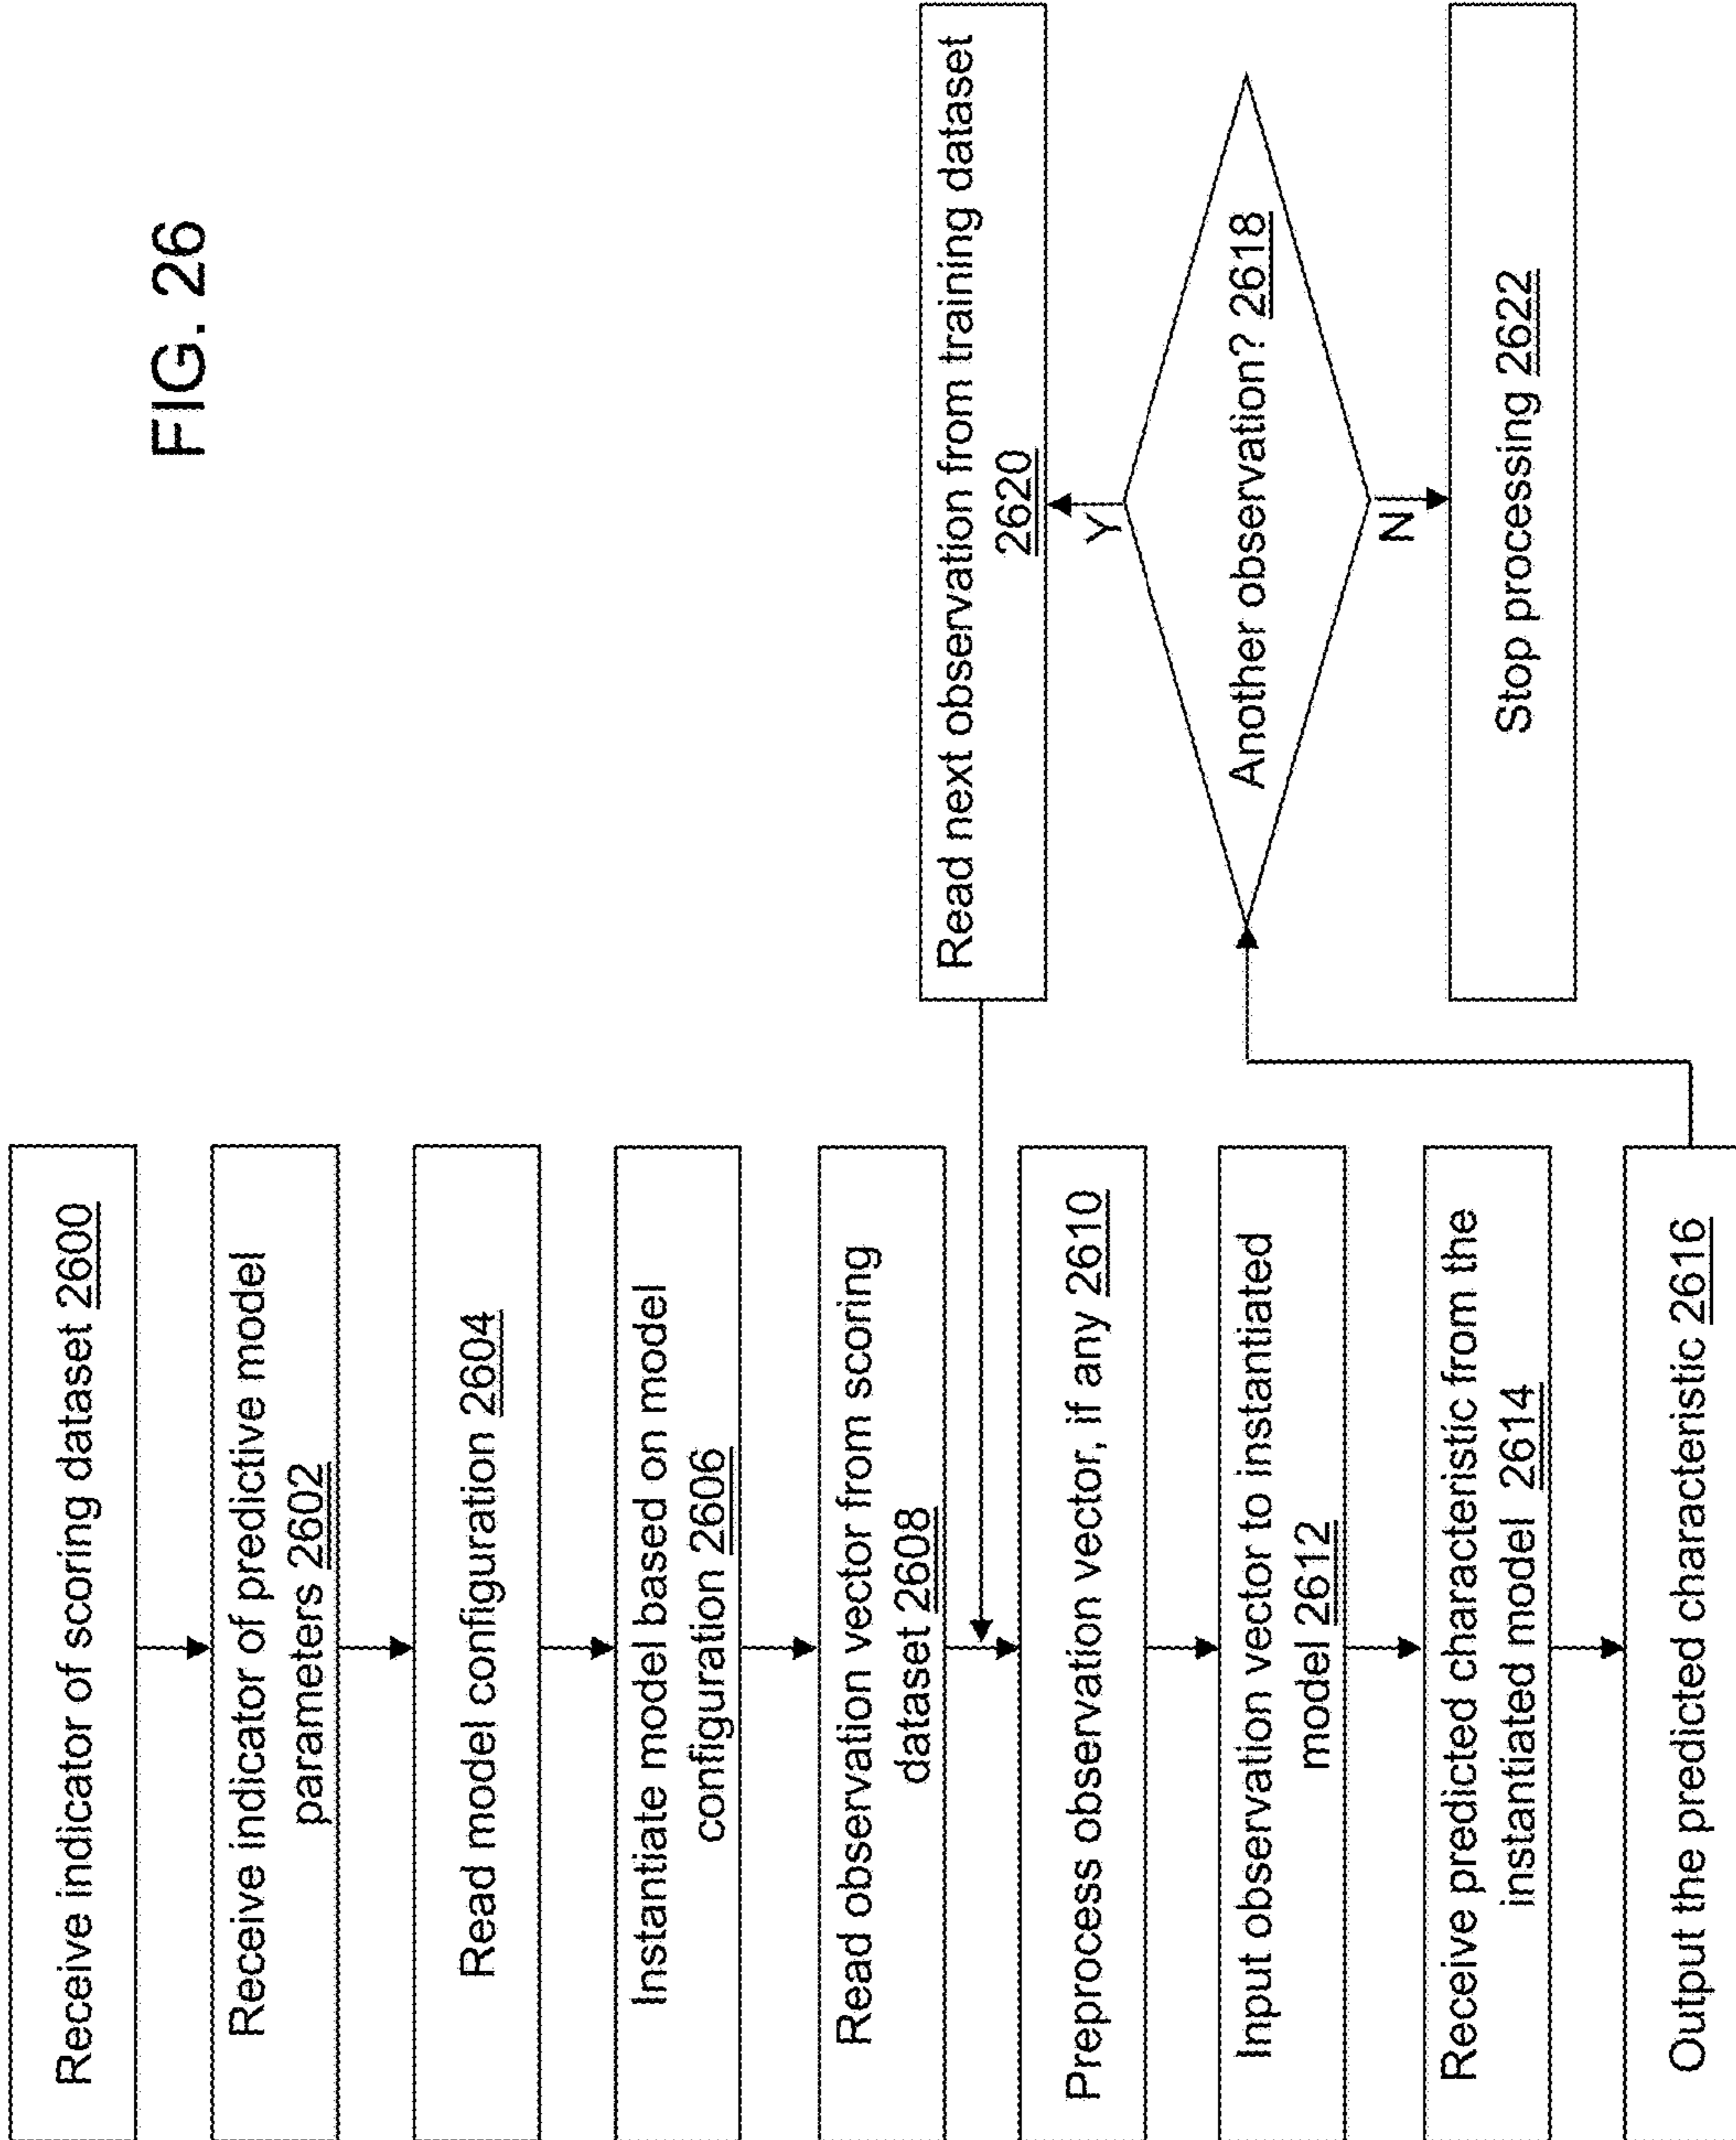 FIG. 26
Receive indicator of scoring dataset 2600
Receive indicator of predictive model
parameters 2602
Read model configuration 2604
Instantiate model based on model
configuration 2606
Read observation vector from scoring
dataset 2608
Preprocess observation vector, if any 2610
Input observation vector to instantiated
model 2612
Receive predicted characteristic from the
instantiated model 2614
Output the predicted characteristic 2616
Read next observation from training dataset
2620
Y
Another observation? 2618
N
Stop processing 2622